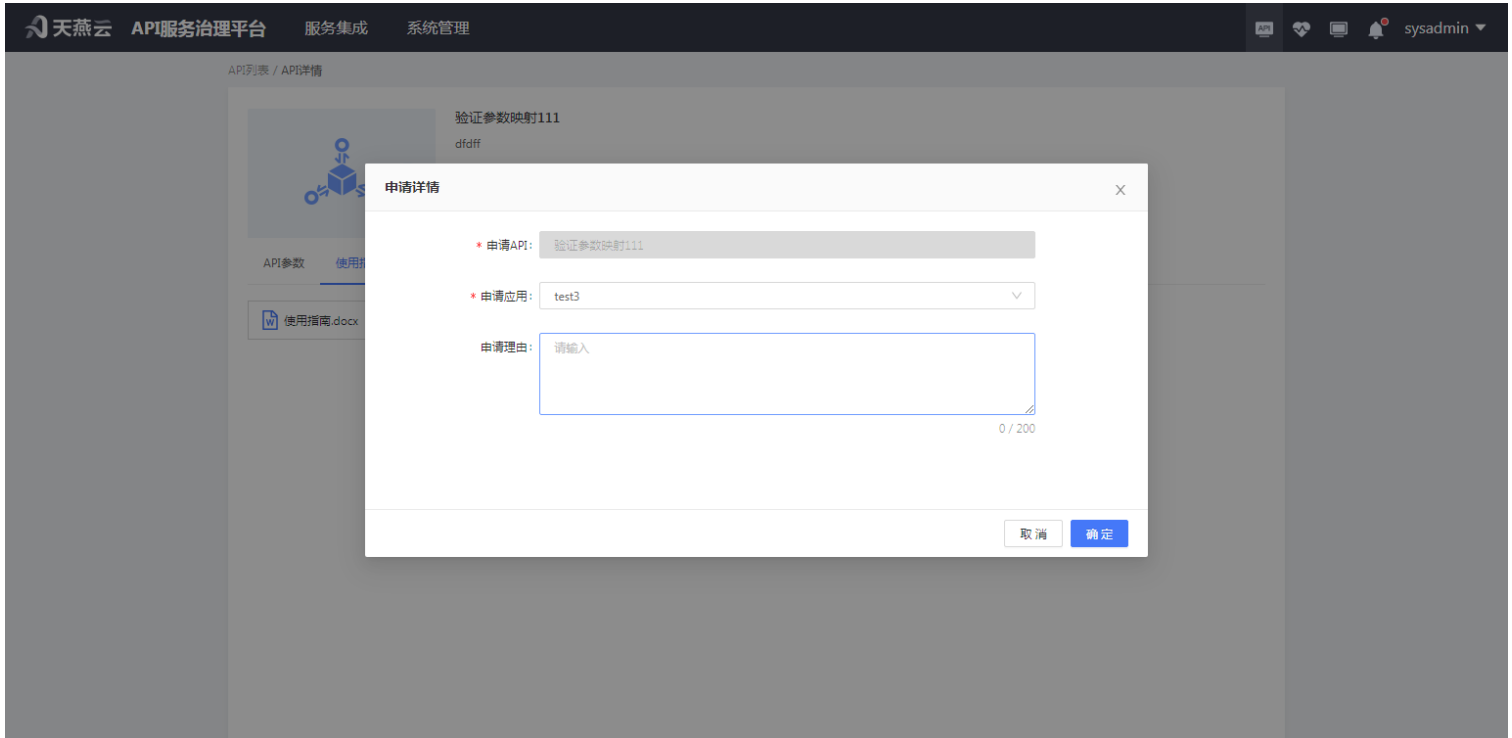 天燕云 API服务治理平台 服务集成 系统管理 sysadmin
API列表 / API详情
验证参数映射111
dfdff
申请详情
* 申请API: 验证参数映射111
API参数
* 申请应用: test3
使用指南.docx
申请理由: 请输入
0 / 200
取消 确定